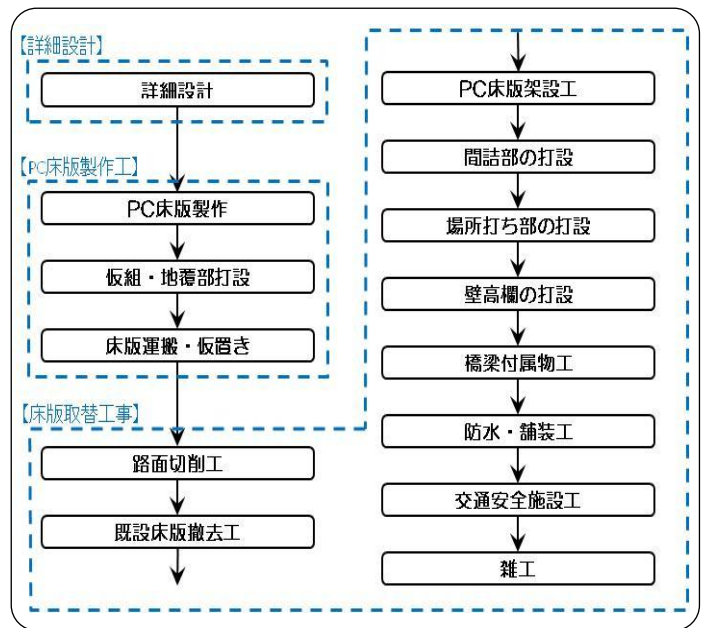 【詳細設計】
詳細設計
【PC床版製作工】
PC床版製作
仮組・地覆部打設
床版運搬・仮置き
【床版取替工事】
路面切削工
既設床版撤去工
PC床版架設工
間詰部の打設
場所打ち部の打設
壁高欄の打設
橋梁付属物工
防水・舗装工
交通安全施設工
雑工